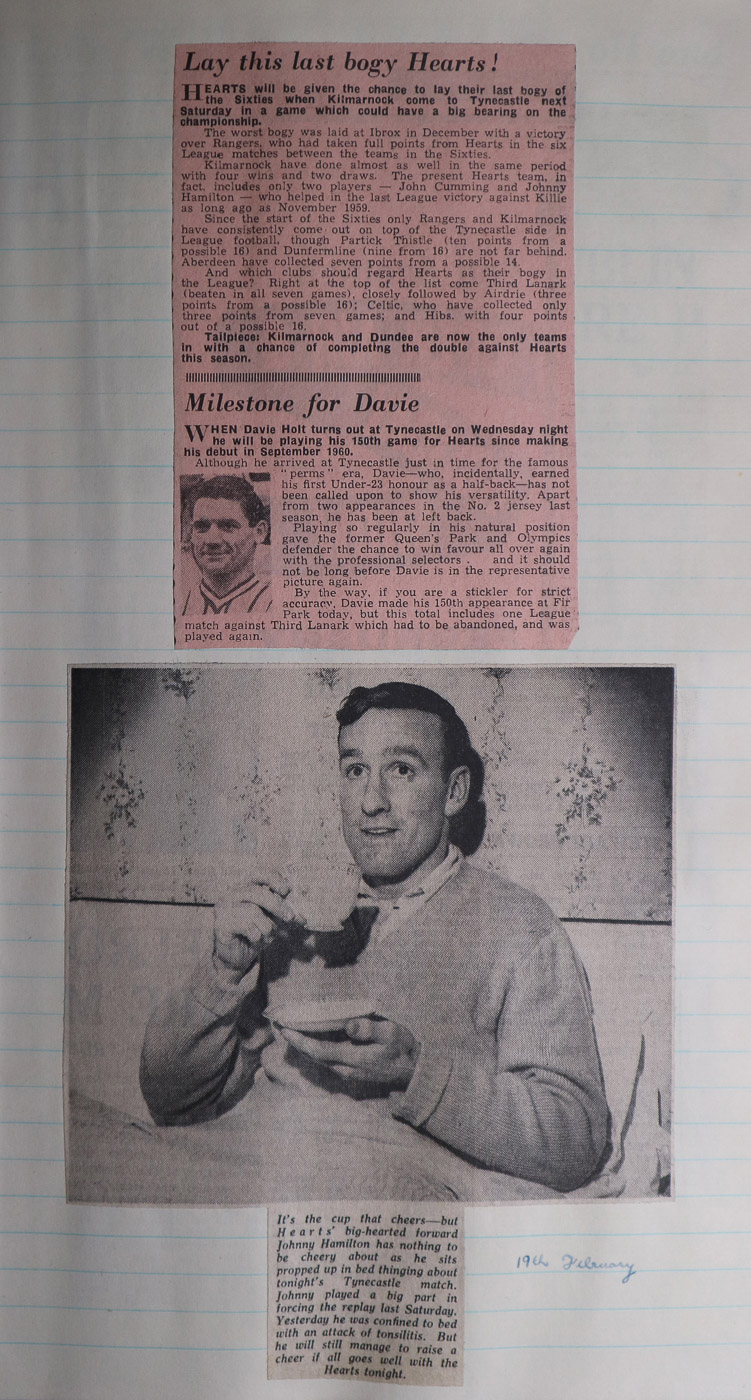 Lay this last bogy Hearts!
HEARTS will be given the chance to lay their last bogy of
the Sixties when Kilmarnock come to Tynecastle next
Saturday in a game which could have a big bearing on the
championship.
The worst bogy was laid at Ibrox in December with a victory
over Rangers, who had taken full points from Hearts in the six
League matches between the teams in the Sixties.
Kilmarnock have done almost as well in the same period
with four wins and two draws. The present Hearts team, in
fact, includes only two players — John Cumming and Johnny
Hamilton — who helped in the last League victory against Killie
as long ago as November 1959.
Since the start of the Sixties only Rangers and Kilmarnock
have consistently come out on top of the Tynecastle side in
League football, though Partick Thistle (ten points from a
possible 16) and Dunfermline (nine from 16) are not far behind.
Aberdeen have collected seven points from a possible 14.
And which clubs should regard Hearts as their bogy in
the League? Right at the top of the list come Third Lanark
(beaten in all seven games), closely followed by Airdrie (three
points from a possible 16); Celtic, who have collected only
three points from seven games; and Hibs. with four points
out of a possible 16.
Tailpiece: Kilmarnock and Dundee are now the only teams
in with a chance of completing the double against Hearts
this season.
Milestone for Davie
WHEN Davie Holt turns out at Tynecastle on Wednesday night
he will be playing his 150th game for Hearts since making
his debut in September 1960.
Although he arrived at Tynecastle just in time for the famous
"perms" era, Davie—who, incidentally, earned
his first Under-23 honour as a half-back—has not
been called upon to show his versatility. Apart
from two appearances in the No. 2 jersey last
season, he has been at left back.
Playing so regularly in his natural position
gave the former Queen's Park and Olympics
defender the chance to win favour all over again
with the professional selectors . and it should
not be long before Davie is in the representative
picture again.
By the way, if you are a stickler for strict
accuracy, Davie made his 150th appearance at Fir
Park today, but this total includes one League
match against Third Lanark which had to be abandoned, and was
played again.
It's the cup that cheers—but
Hearts' big-hearted forward
Johnny Hamilton has nothing to
be cheery about as he sits
propped up in bed thinging about
tonight's Tynecastle match.
Johnny played a big part in
forcing the replay last Saturday.
Yesterday he was confined to bed
with an attack of tonsilitis. But
he will still manage to raise a
cheer if all goes well with the
Hearts tonight.
19th February